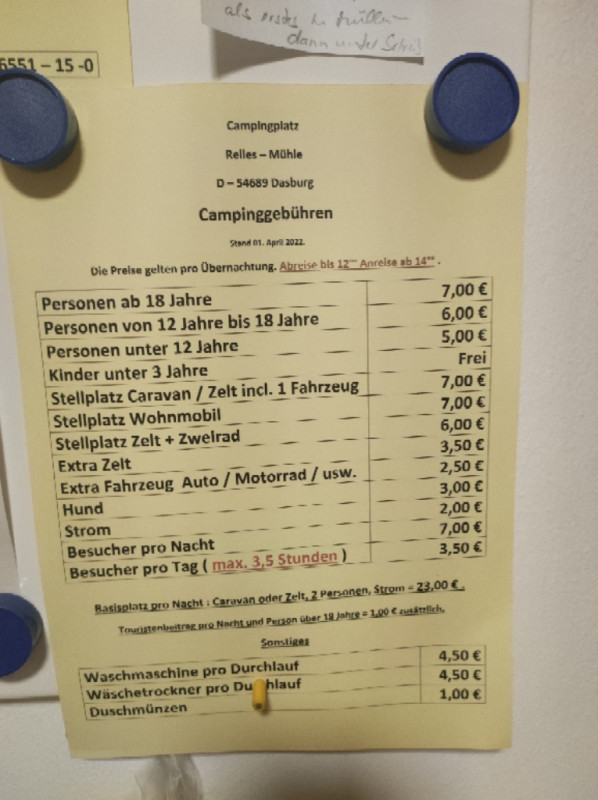 als erstes
dann unter
6551 – 15 -0
Campingplatz
Relles – Mühle
D – 54689 Dasburg
Campinggebühren
Stand 01. April 2022.
Die Preise gelten pro Übernachtung. Abreise bis 12°° Anreise ab 14°° .
Personen ab 18 Jahre 7,00 €
Personen von 12 Jahre bis 18 Jahre 6,00 €
Personen unter 12 Jahre 5,00 €
Kinder unter 3 Jahre Frei
Stellplatz Caravan / Zelt incl. 1 Fahrzeug 7,00 €
Stellplatz Wohnmobil 7,00 €
Stellplatz Zelt + Zweirad 6,00 €
Extra Zelt 3,50 €
Extra Fahrzeug Auto / Motorrad / usw. 2,50 €
Hund 3,00 €
Strom 2,00 €
Besucher pro Nacht 7,00 €
Besucher pro Tag ( max. 3,5 Stunden ) 3,50 €
Basisplatz pro Nacht : Caravan oder Zelt, 2 Personen, Strom = 23,00 € .
Touristenbeitrag pro Nacht und Person über 18 Jahre = 1,00 € zusätzlich.
Sonstiges
Waschmaschine pro Durchlauf 4,50 €
Wäschetrockner pro Durchlauf 4,50 €
Duschmünzen 1,00 €